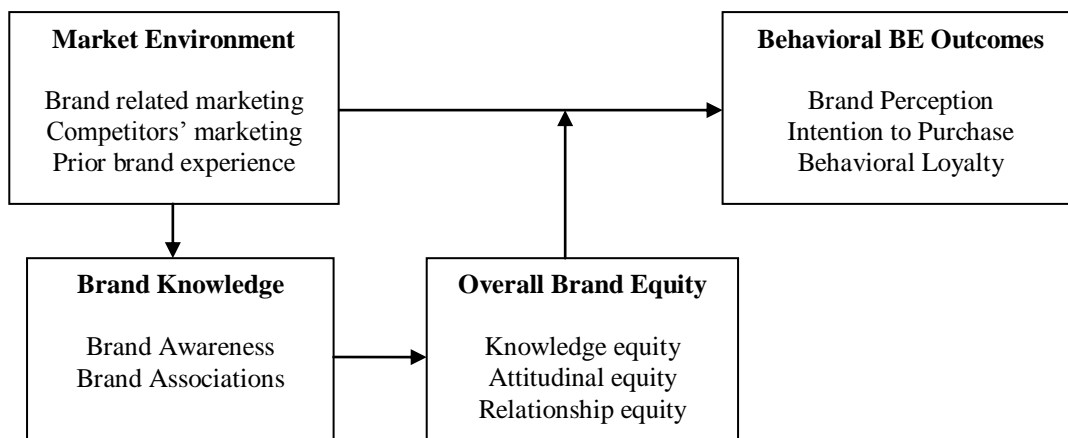 Market Environment
Brand related marketing
Competitors’ marketing
Prior brand experience
Behavioral BE Outcomes
Brand Perception
Intention to Purchase
Behavioral Loyalty
Brand Knowledge
Brand Awareness
Brand Associations
Overall Brand Equity
Knowledge equity
Attitudinal equity
Relationship equity